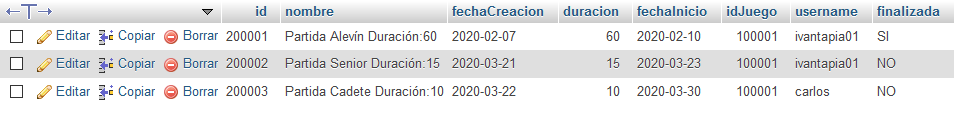 id nombre fechaCreacion duracion fechaInicio idJuego username finalizada
Editar Copiar Borrar 200001 Partida Alevín Duración:60 2020-02-07 60 2020-02-10 100001 ivantapia01 SI
Editar Copiar Borrar 200002 Partida Senior Duración:15 2020-03-21 15 2020-03-23 100001 ivantapia01 NO
Editar Copiar Borrar 200003 Partida Cadete Duración:10 2020-03-22 10 2020-03-30 100001 carlos NO